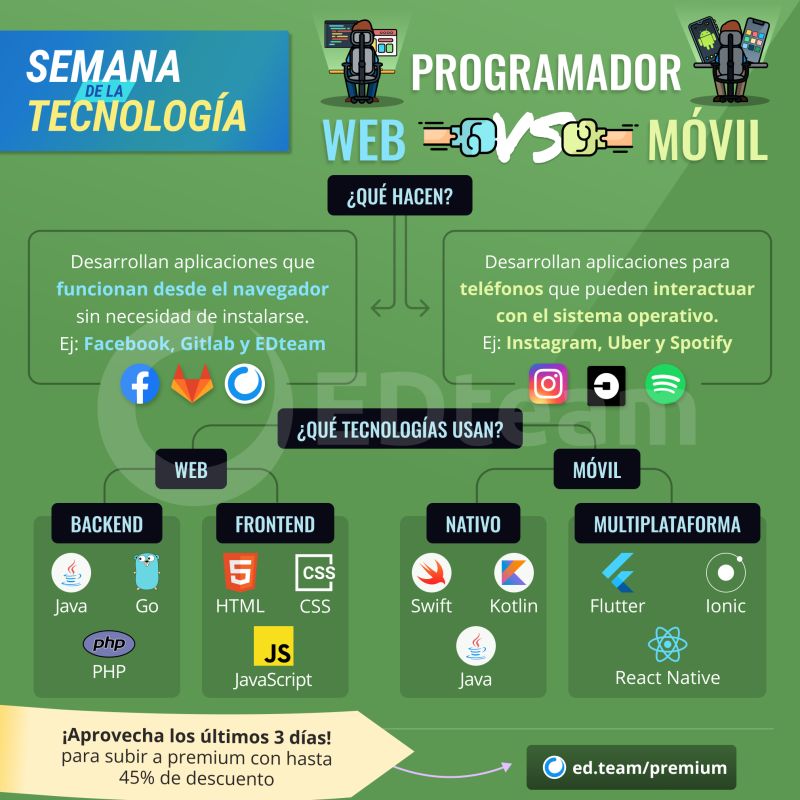 SEMANA
DE LA
TECNOLOGÍA
PROGRAMADOR
WEB VS MÓVIL
¿QUÉ HACEN?
Desarrollan aplicaciones que
funcionan desde el navegador
sin necesidad de instalarse.
Ej: Facebook, Gitlab y EDteam
Desarrollan aplicaciones para
teléfonos que pueden interactuar
con el sistema operativo.
Ej: Instagram, Uber y Spotify
EDteam
¿QUÉ TECNOLOGÍAS USAN?
WEB
MÓVIL
BACKEND
Java
Go
php
PHP
FRONTEND
HTML
CSS
CSS
JS
JavaScript
NATIVO
Swift
Kotlin
Java
MULTIPLATAFORMA
Flutter
Ionic
React Native
¡Aprovecha los últimos 3 días!
para subir a premium con hasta
45% de descuento
ed.team/premium